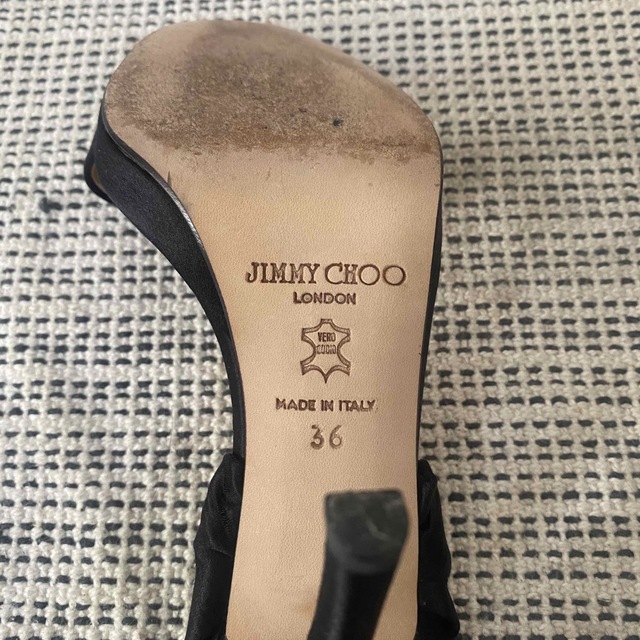 JIMMY CHOO
LONDON
VERO
CUOIO
MADE IN ITALY
36